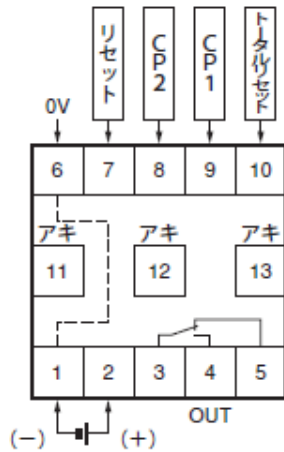 リセット
CP2
CP1
トータルリセット
0V
6 7 8 9 10
アキ アキ アキ
11 12 13
1 2 3 4 5
OUT
(−) (+)